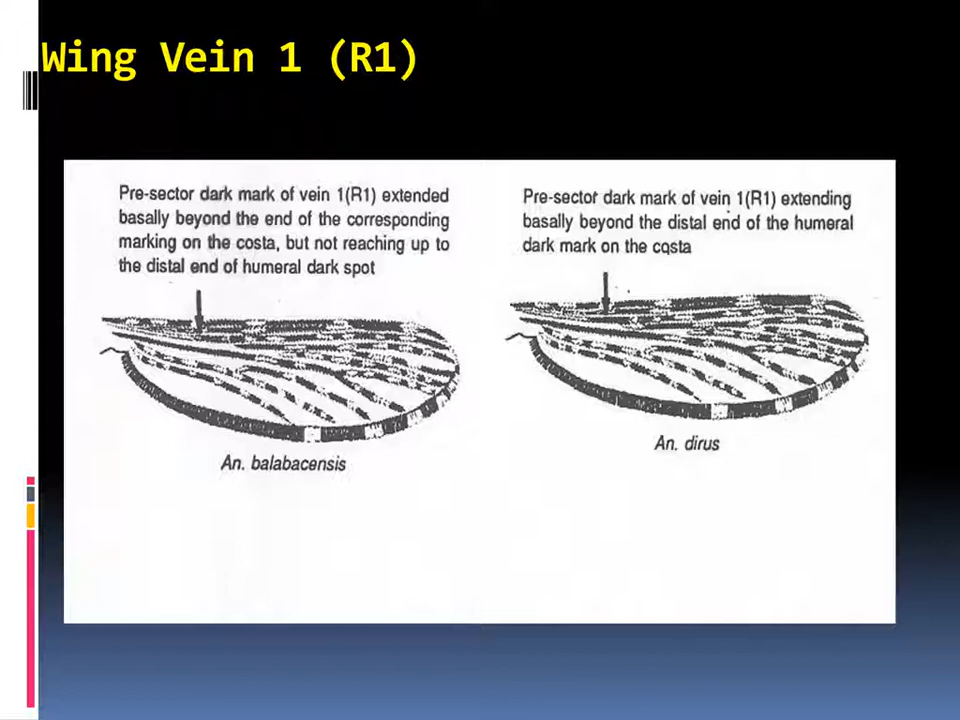 Wing Vein 1 (R1)
Pre-sector dark mark of vein 1(R1) extended
basally beyond the end of the corresponding
marking on the costa, but not reaching up to
the distal end of humeral dark spot
An. balabacensis
Pre-sector dark mark of vein 1(R1) extending
basally beyond the distal end of the humeral
dark mark on the costa
An. dirus